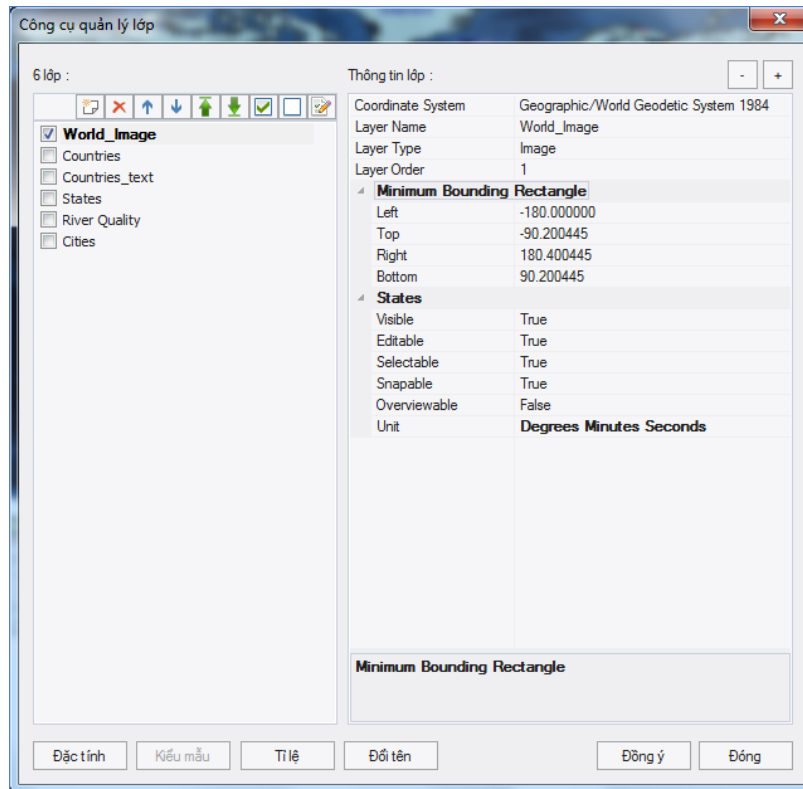 Công cụ quản lý lớp
6 lớp :
Thông tin lớp :
- +
World_Image
Countries
Countries_text
States
River Quality
Cities
Coordinate System Geographic/World Geodetic System 1984
Layer Name World_Image
Layer Type Image
Layer Order 1
Minimum Bounding Rectangle
Left -180.000000
Top -90.200445
Right 180.400445
Bottom 90.200445
States
Visible True
Editable True
Selectable True
Snapable True
Overviewable False
Unit Degrees Minutes Seconds
Minimum Bounding Rectangle
Đặc tính Kiểu mẫu Tỉ lệ Đổi tên Đồng ý Đóng